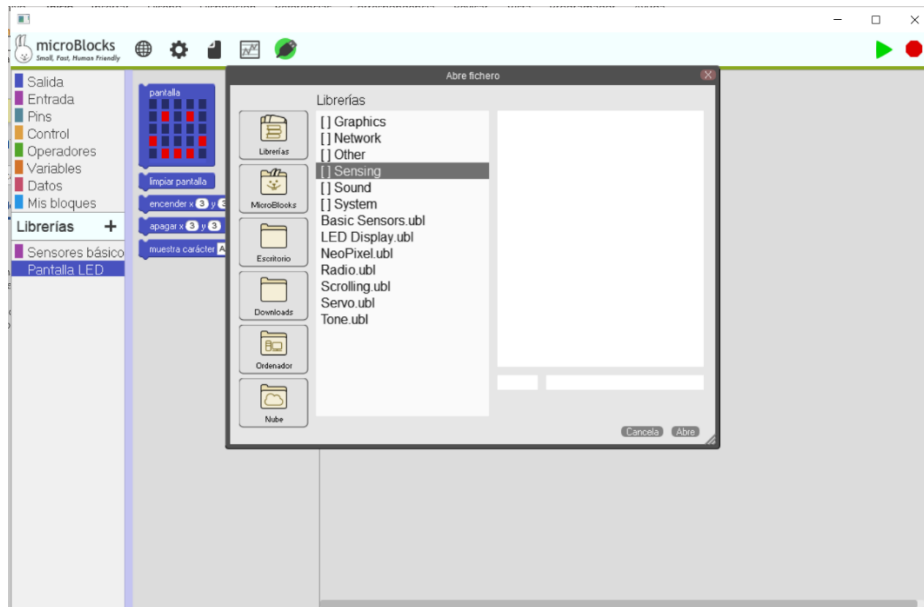 microBlocks
Small, Fast, Human Friendly
Salida
Entrada
Pins
Control
Operadores
Variables
Datos
Mis bloques
Librerías +
Sensores básico
Pantalla LED
pantalla
limpiar pantalla
encender x 3 y 3
apagar x 3 y 3
muestra carácter A
Abre fichero
Librerías
Librerías
MicroBlocks
Escritorio
Downloads
Ordenador
Nube
[ ] Graphics
[ ] Network
[ ] Other
[ ] Sensing
[ ] Sound
[ ] System
Basic Sensors.ubl
LED Display.ubl
NeoPixel.ubl
Radio.ubl
Scrolling.ubl
Servo.ubl
Tone.ubl
Cancela Abre